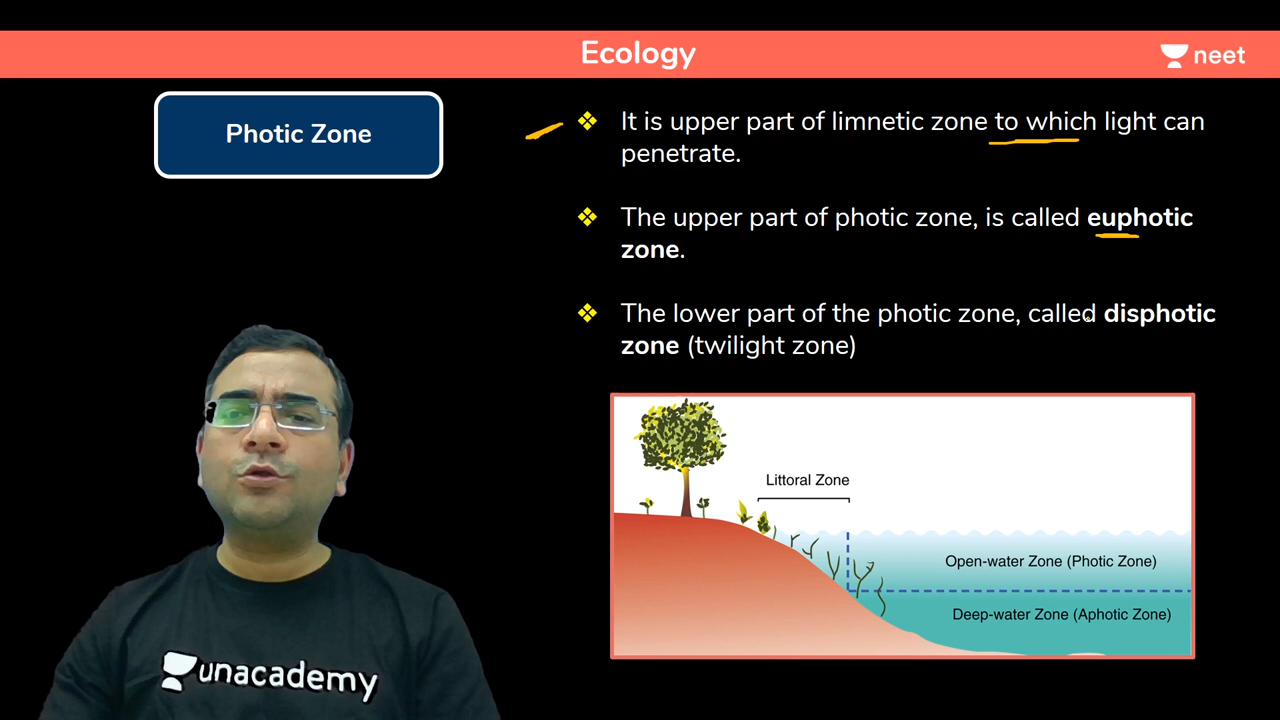 Ecology
neet
Photic Zone
❖ It is upper part of limnetic zone to which light can
penetrate.
❖ The upper part of photic zone, is called euphotic
zone.
❖ The lower part of the photic zone, called disphotic
zone (twilight zone)
Littoral Zone
Open-water Zone (Photic Zone)
Deep-water Zone (Aphotic Zone)
unacademy